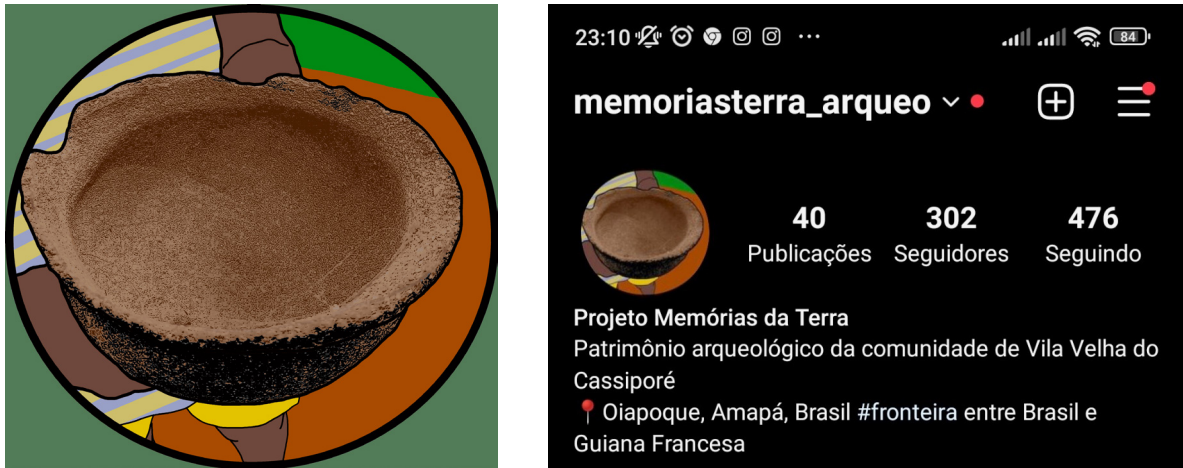 23:10 ... 84
memoriasterra_arqueo
40 302 476
Publicações Seguidores Seguindo
Projeto Memórias da Terra
Patrimônio arqueológico da comunidade de Vila Velha do
Cassiporé
📍 Oiapoque, Amapá, Brasil #fronteira entre Brasil e
Guiana Francesa